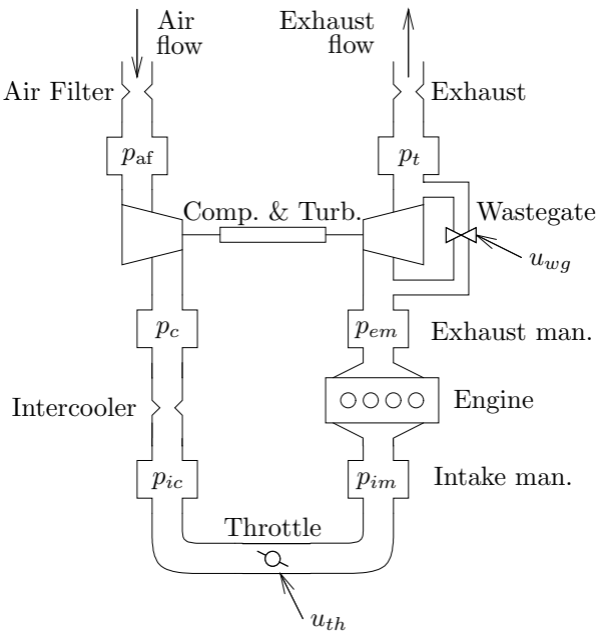 Air
flow
Exhaust
flow
Air Filter
Exhaust
p_af
p_t
Comp. & Turb.
Wastegate
u_wg
p_c
p_em
Exhaust man.
Intercooler
Engine
p_ic
p_im
Intake man.
Throttle
u_th